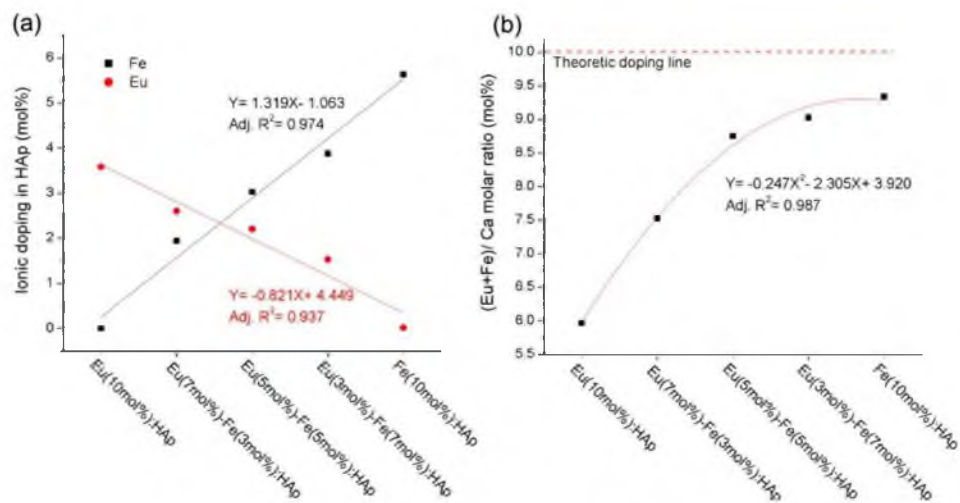 (a)
Fe
Eu
Y= 1.319X- 1.063
Adj. R²= 0.974
Y= -0.821X+ 4.449
Adj. R²= 0.937
Ionic doping in HAp (mol%)
6
5
4
3
2
1
0
Eu(10mol%):HAp
Eu(7mol%)-Fe(3mol%):HAp
Eu(5mol%)-Fe(5mol%):HAp
Eu(3mol%)-Fe(7mol%):HAp
Fe(10mol%):HAp
(b)
Theoretic doping line
Y= -0.247X²- 2.305X+ 3.920
Adj. R²= 0.987
(Eu+Fe)/ Ca molar ratio (mol%)
10.0
9.5
9.0
8.5
8.0
7.5
7.0
6.5
6.0
5.5
Eu(10mol%):HAp
Eu(7mol%)-Fe(3mol%):HAp
Eu(5mol%)-Fe(5mol%):HAp
Eu(3mol%)-Fe(7mol%):HAp
Fe(10mol%):HAp